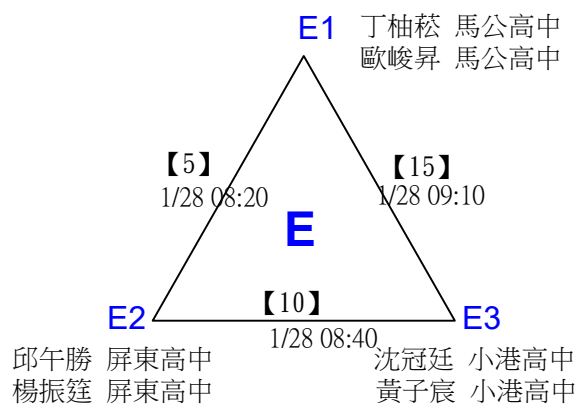 E1 丁柚菘 馬公高中
歐峻昇 馬公高中
【5】
1/28 08:20
【15】
1/28 09:10
E
【10】
1/28 08:40
E2
E3
邱午勝 屏東高中
楊振筳 屏東高中
沈冠廷 小港高中
黃子宸 小港高中